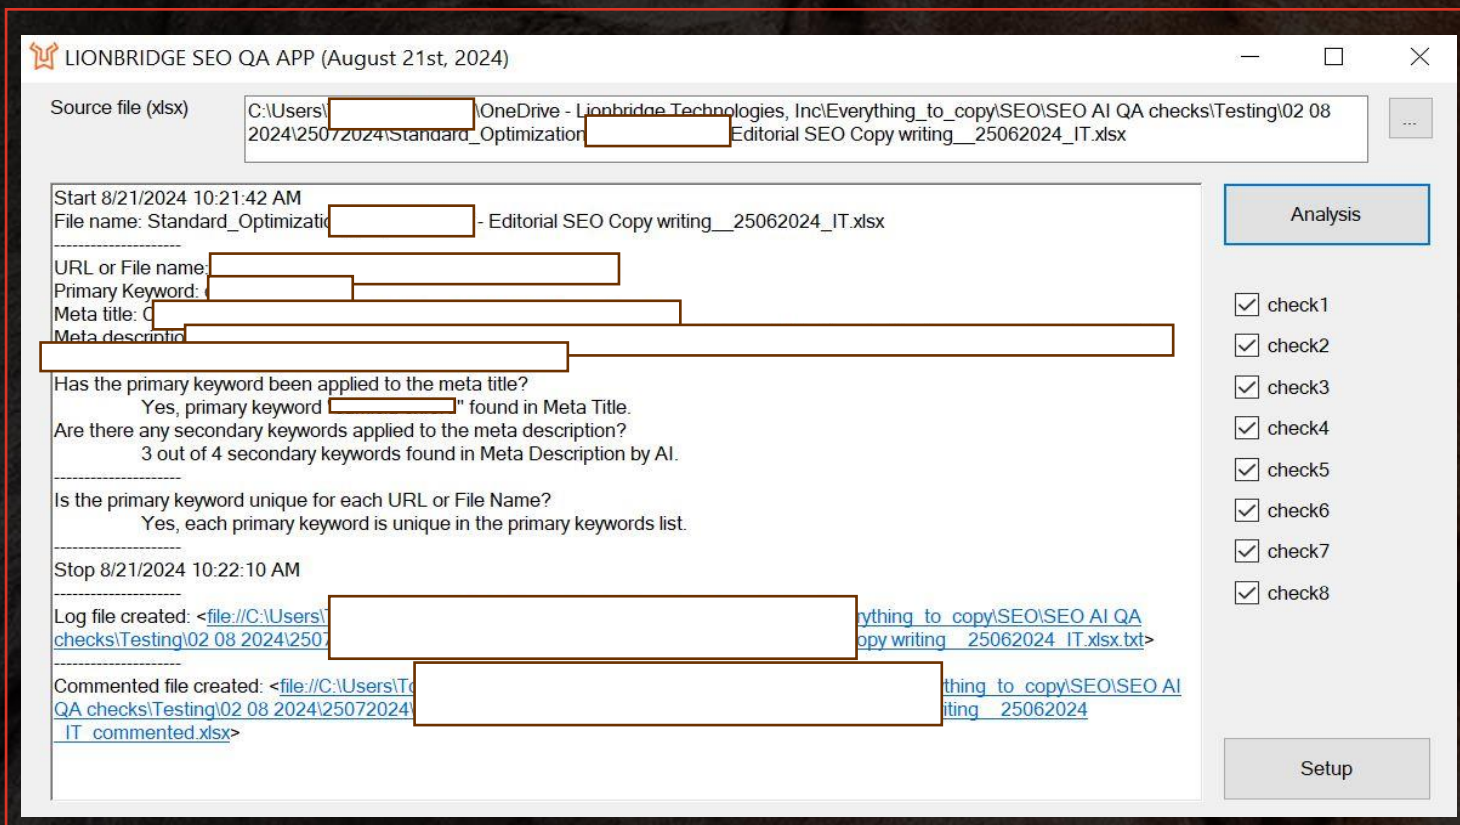 LIONBRIDGE SEO QA APP (August 21st, 2024)
Source file (xlsx)
C:\Users\ \OneDrive - Lionbridge Technologies, Inc\Everything_to_copy\SEO\SEO AI QA checks\Testing\02 08
2024\25072024\Standard_Optimization Editorial SEO Copy writing__25062024_IT.xlsx
...
Start 8/21/2024 10:21:42 AM
File name: Standard_Optimizatio - Editorial SEO Copy writing__25062024_IT.xlsx
---------------------
URL or File name:
Primary Keyword:
Meta title:
Meta descriptio
Has the primary keyword been applied to the meta title?
Yes, primary keyword " " found in Meta Title.
Are there any secondary keywords applied to the meta description?
3 out of 4 secondary keywords found in Meta Description by AI.
---------------------
Is the primary keyword unique for each URL or File Name?
Yes, each primary keyword is unique in the primary keywords list.
---------------------
Stop 8/21/2024 10:22:10 AM
---------------------
Log file created: <file://C:\Users\ rything_to_copy\SEO\SEO AI QA
checks\Testing\02 08 2024\2507 opy writing__25062024_IT.xlsx.txt>
---------------------
Commented file created: <file://C:\Users\To thing_to_copy\SEO\SEO AI
QA checks\Testing\02 08 2024\25072024\ iting__25062024
_IT_commented.xlsx>
Analysis
check1
check2
check3
check4
check5
check6
check7
check8
Setup